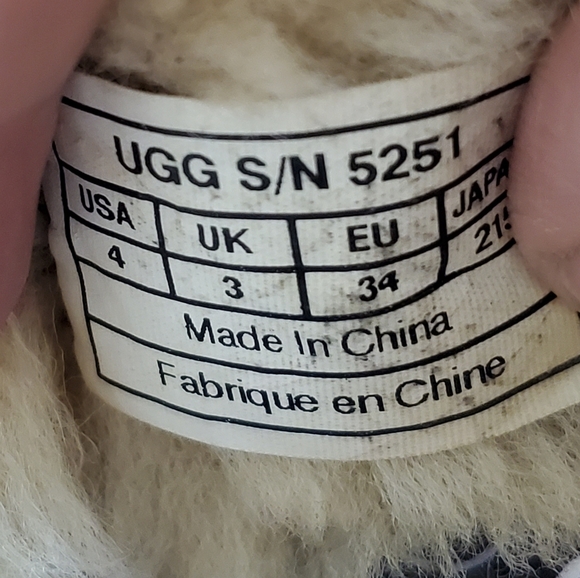 UGG S/N 5251
USA UK EU
4 3 34
Made In China
Fabrique en Chine